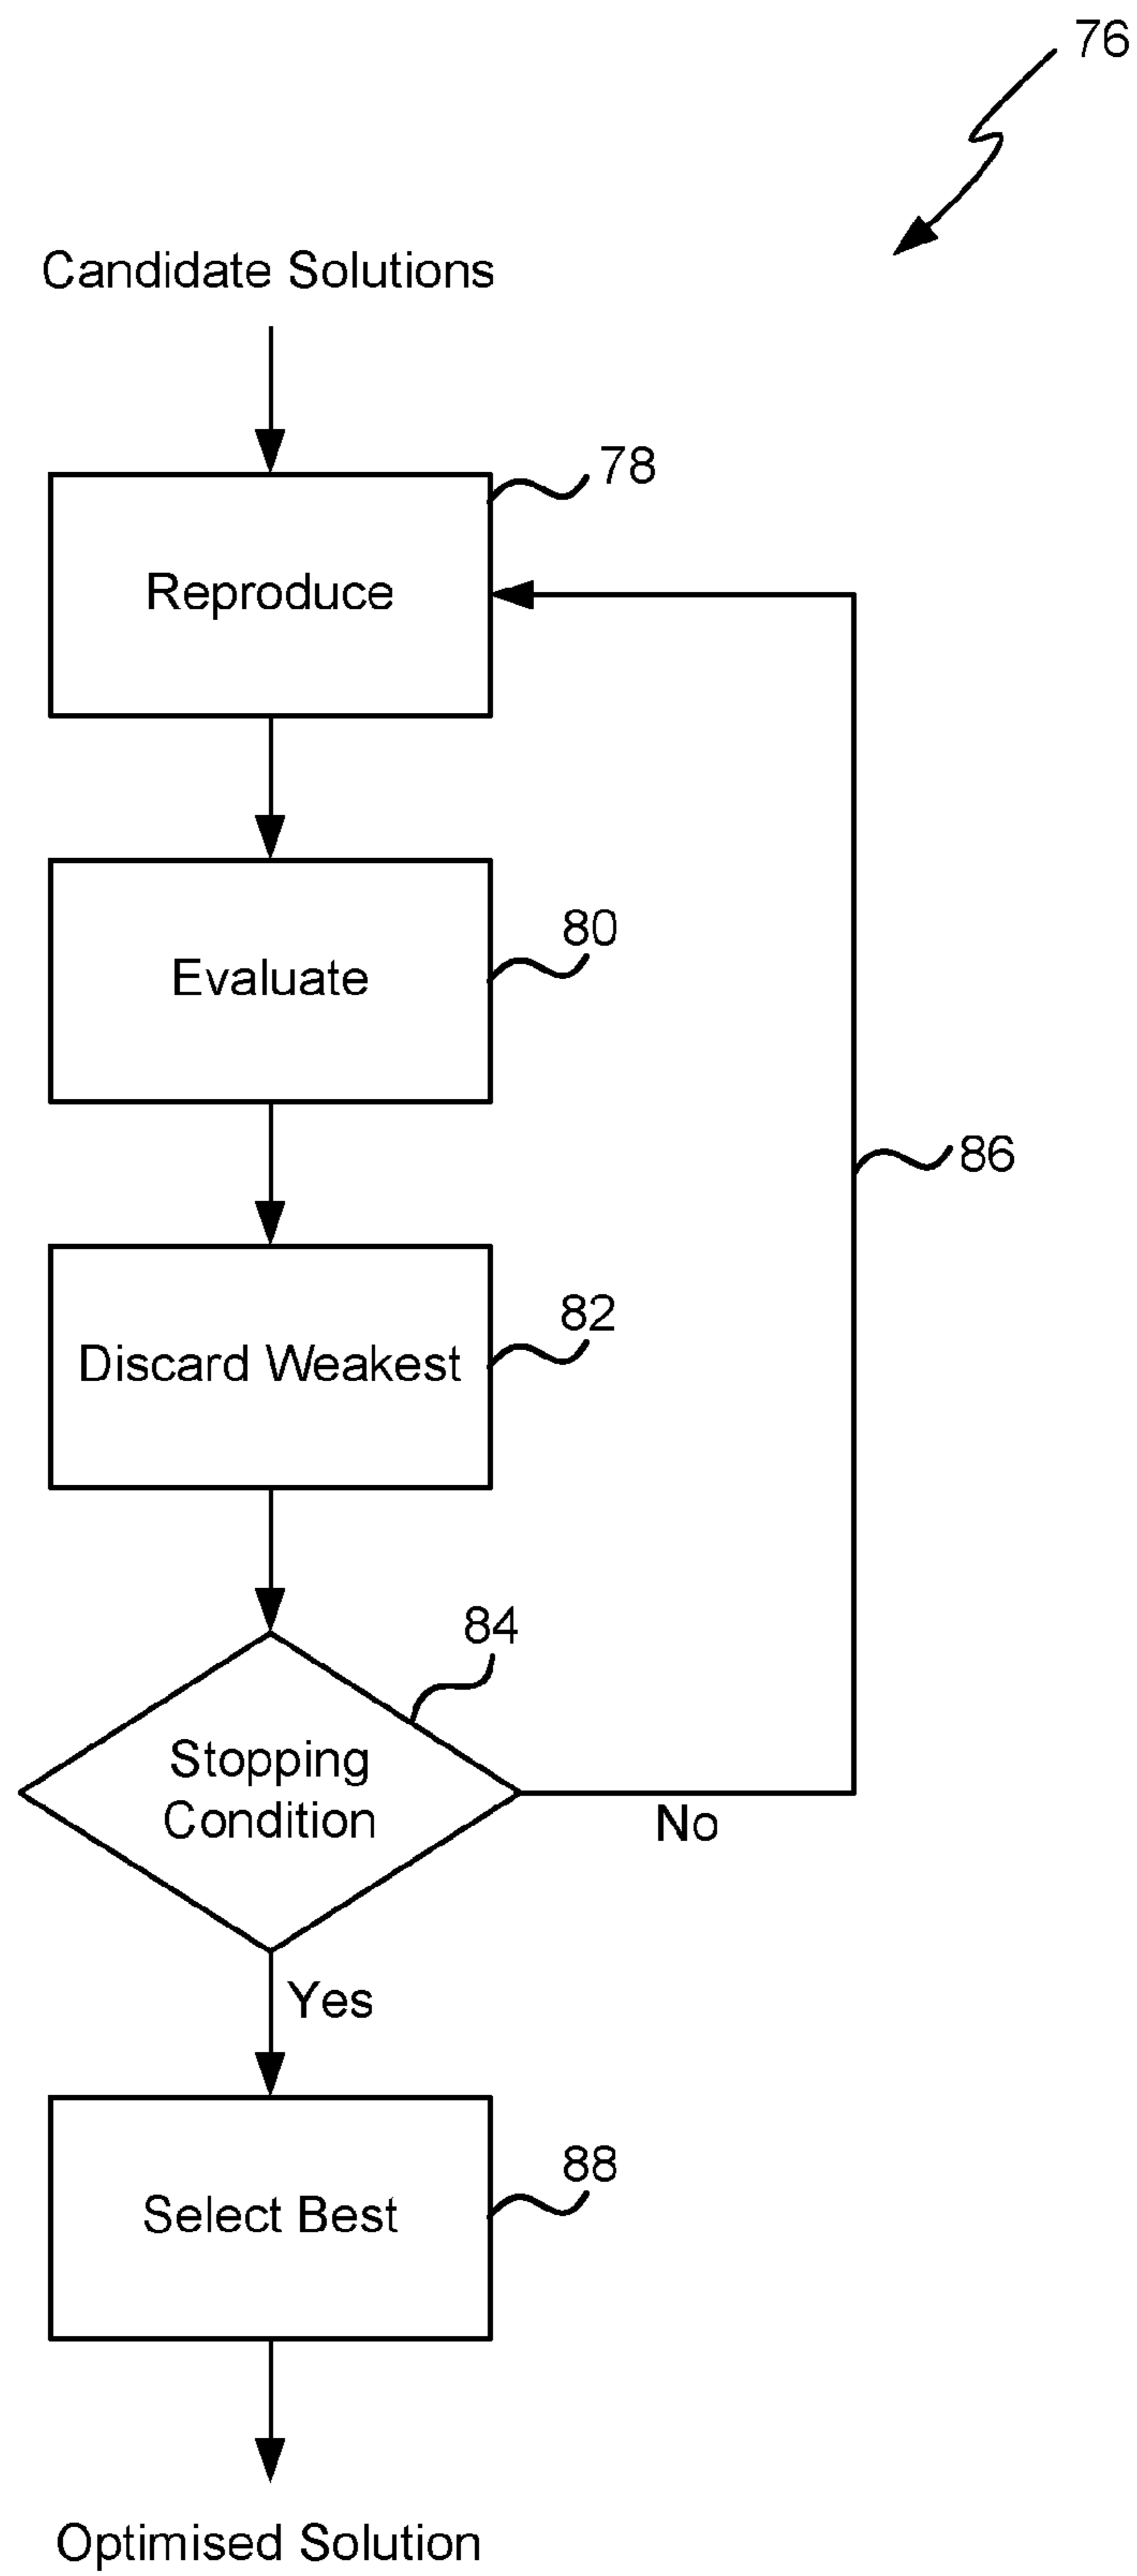 76
Candidate Solutions
78
Reproduce
80
Evaluate
86
82
Discard Weakest
84
Stopping
Condition
No
Yes
88
Select Best
Optimised Solution